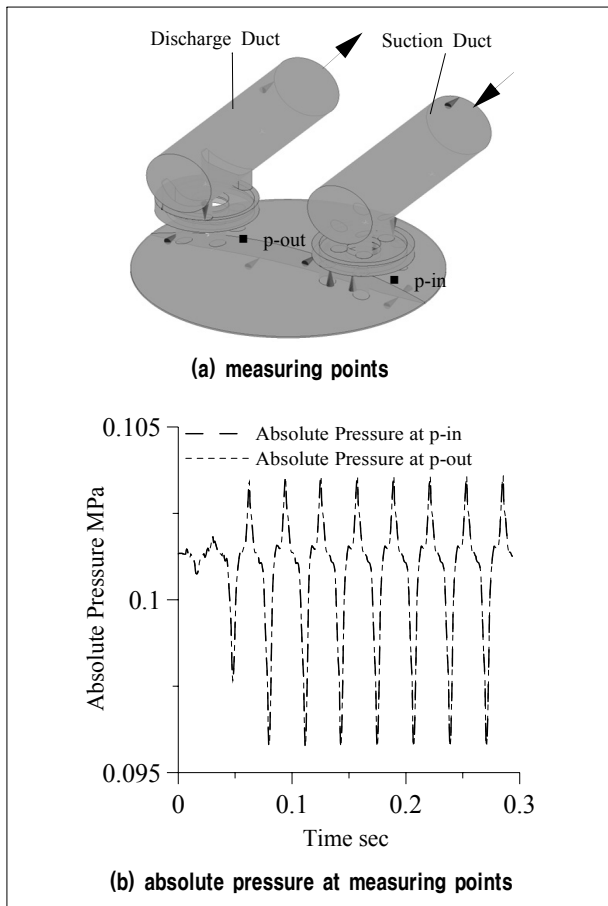 Discharge Duct
Suction Duct
p-out
p-in
(a) measuring points
0.105
Absolute Pressure at p-in
Absolute Pressure at p-out
Absolute Pressure MPa
0.1
0.095
0
0.1
0.2
0.3
Time sec
(b) absolute pressure at measuring points